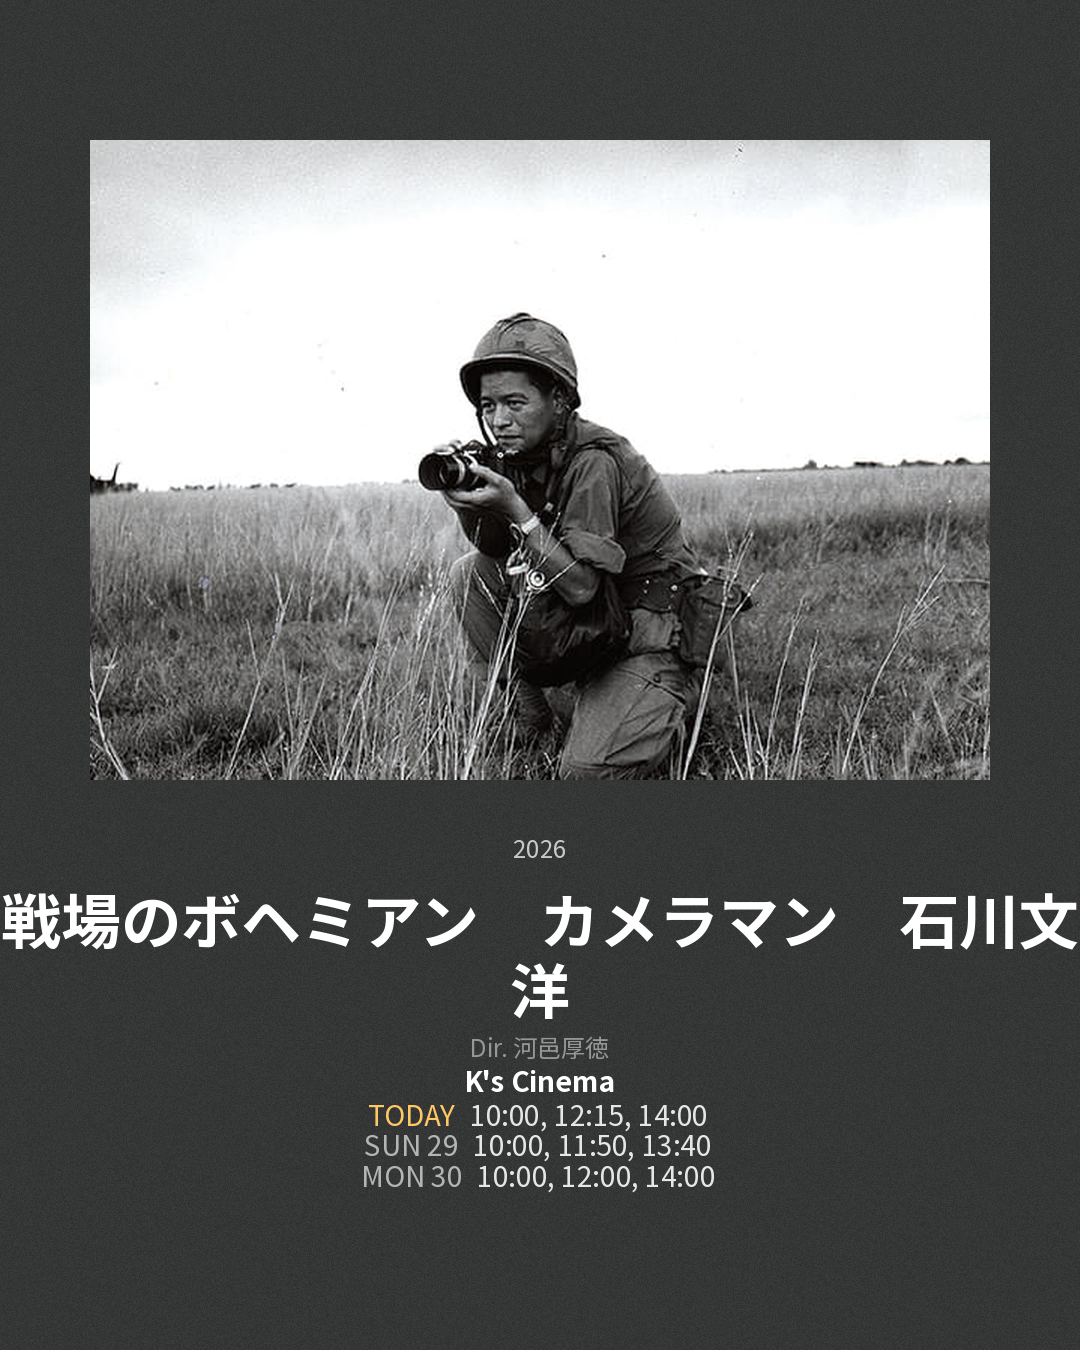 2026
戦場のボヘミアン　カメラマン　石川文
洋
Dir. 河邑厚徳
K's Cinema
TODAY 10:00, 12:15, 14:00
SUN 29 10:00, 11:50, 13:40
MON 30 10:00, 12:00, 14:00